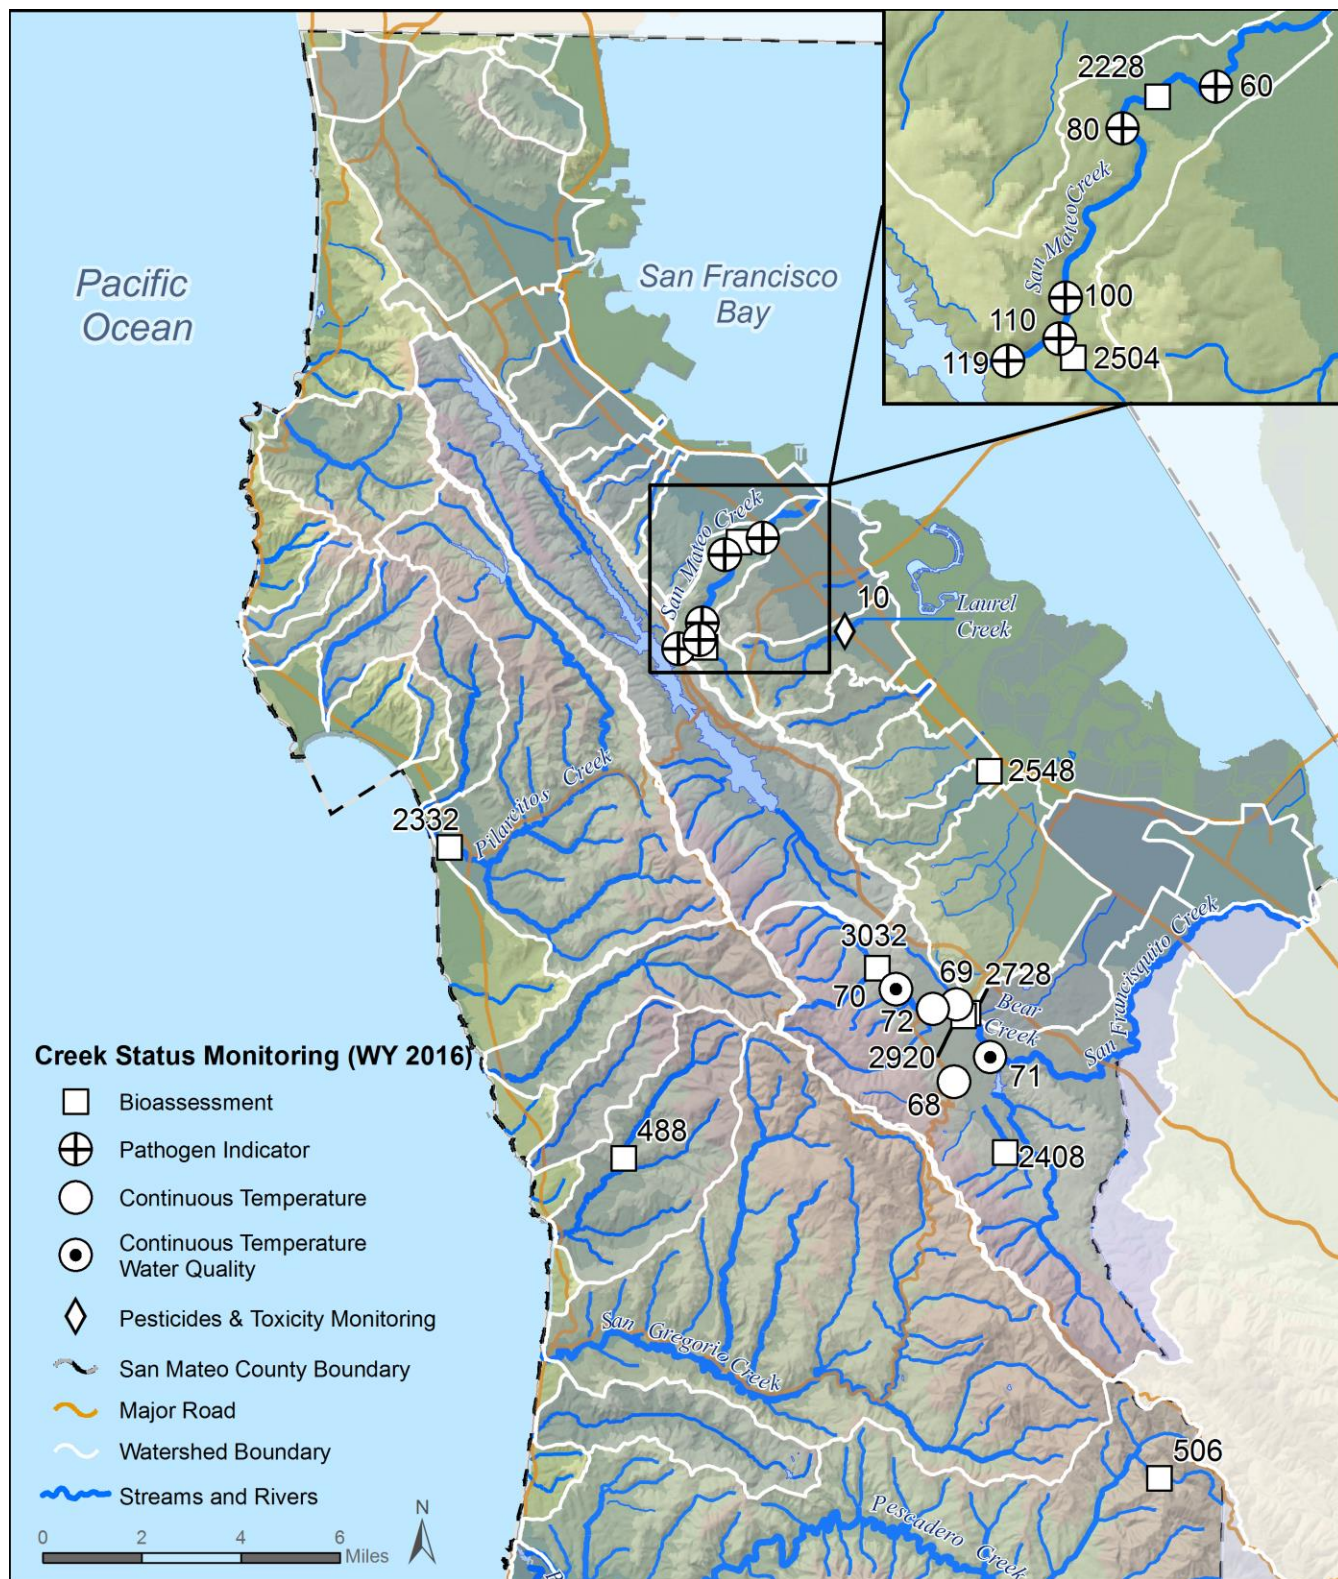 2228
60
80
San Mateo Creek
100
110
119
2504
Pacific
Ocean
San Francisco
Bay
San Mateo Creek
10
Laurel
Creek
2548
2332
Pilarcitos Creek
3032
69
2728
70
72
Bear
Creek
San Francisquito Creek
2920
71
68
488
2408
San Gregorio Creek
506
Pescadero Creek
Creek Status Monitoring (WY 2016)
Bioassessment
Pathogen Indicator
Continuous Temperature
Continuous Temperature
Water Quality
Pesticides & Toxicity Monitoring
San Mateo County Boundary
Major Road
Watershed Boundary
Streams and Rivers
N
0 2 4 6
Miles